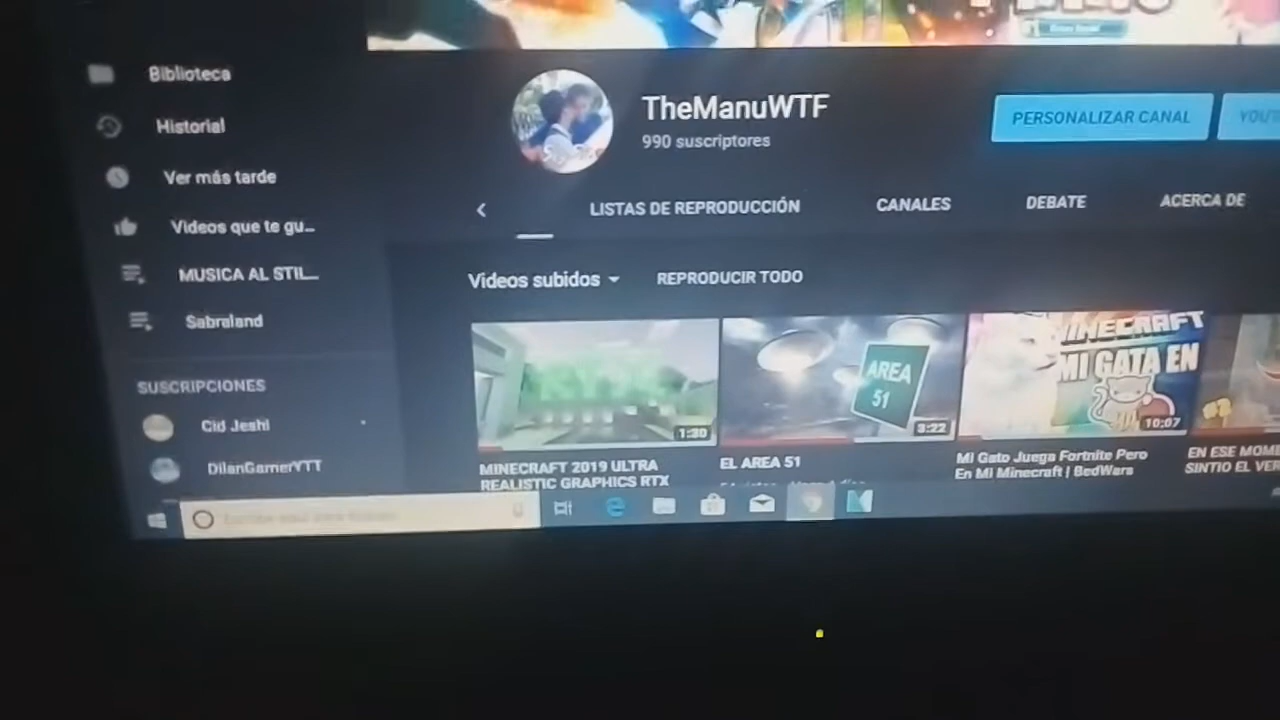 Biblioteca
Historial
Ver más tarde
Videos que te gu...
MUSICA AL STIL...
Sabraland
SUSCRIPCIONES
Cid Jeshi
DilanGamerYTT
TheManuWTF
990 suscriptores
PERSONALIZAR CANAL
YOUT
LISTAS DE REPRODUCCIÓN
CANALES
DEBATE
ACERCA DE
Videos subidos
REPRODUCIR TODO
1:30
MINECRAFT 2019 ULTRA
REALISTIC GRAPHICS RTX
AREA
51
3:22
EL AREA 51
MINECRAFT
MI GATA EN
10:07
Mi Gato Juega Fortnite Pero
En Mi Minecraft | BedWars
EN ESE MOM
SINTIO EL VE